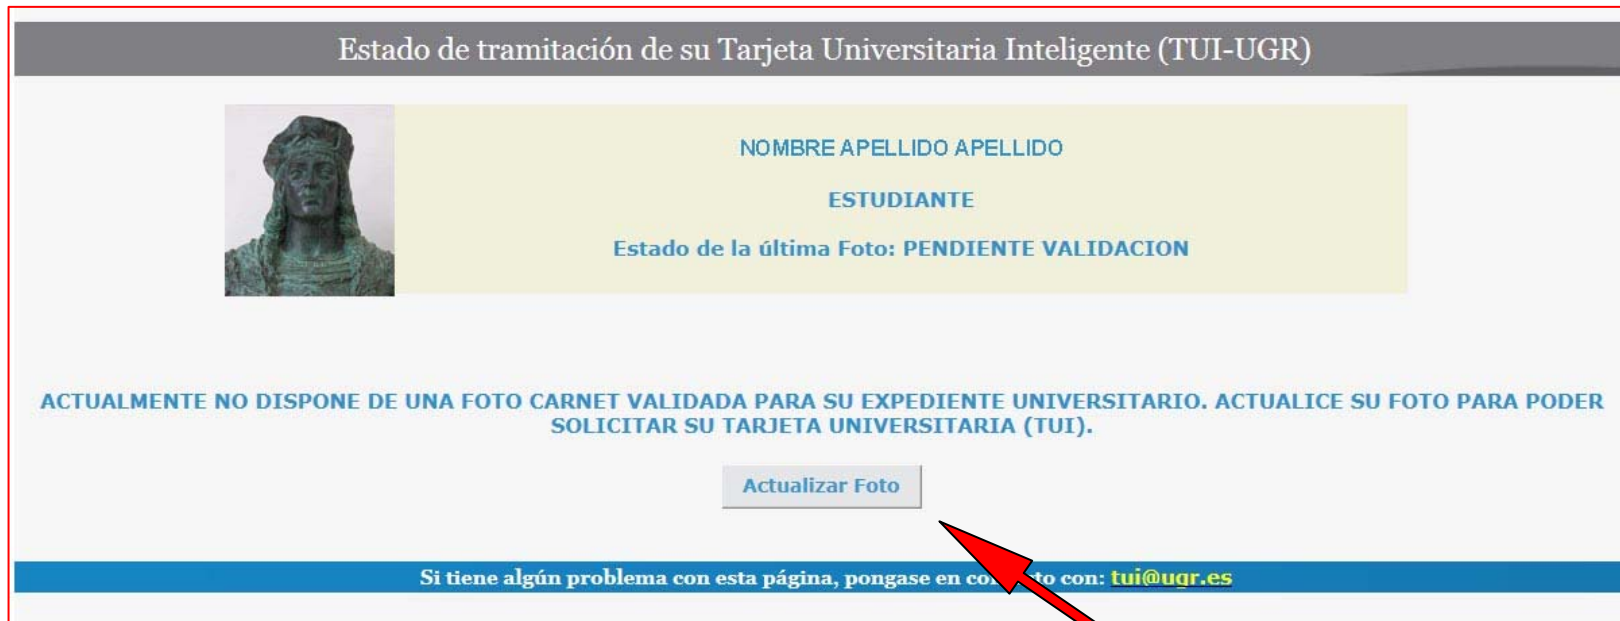 Estado de tramitación de su Tarjeta Universitaria Inteligente (TUI-UGR)
NOMBRE APELLIDO APELLIDO
ESTUDIANTE
Estado de la última Foto: PENDIENTE VALIDACION
ACTUALMENTE NO DISPONE DE UNA FOTO CARNET VALIDADA PARA SU EXPEDIENTE UNIVERSITARIO. ACTUALICE SU FOTO PARA PODER
SOLICITAR SU TARJETA UNIVERSITARIA (TUI).
Actualizar Foto
Si tiene algún problema con esta página, pongase en contacto con: tui@ugr.es